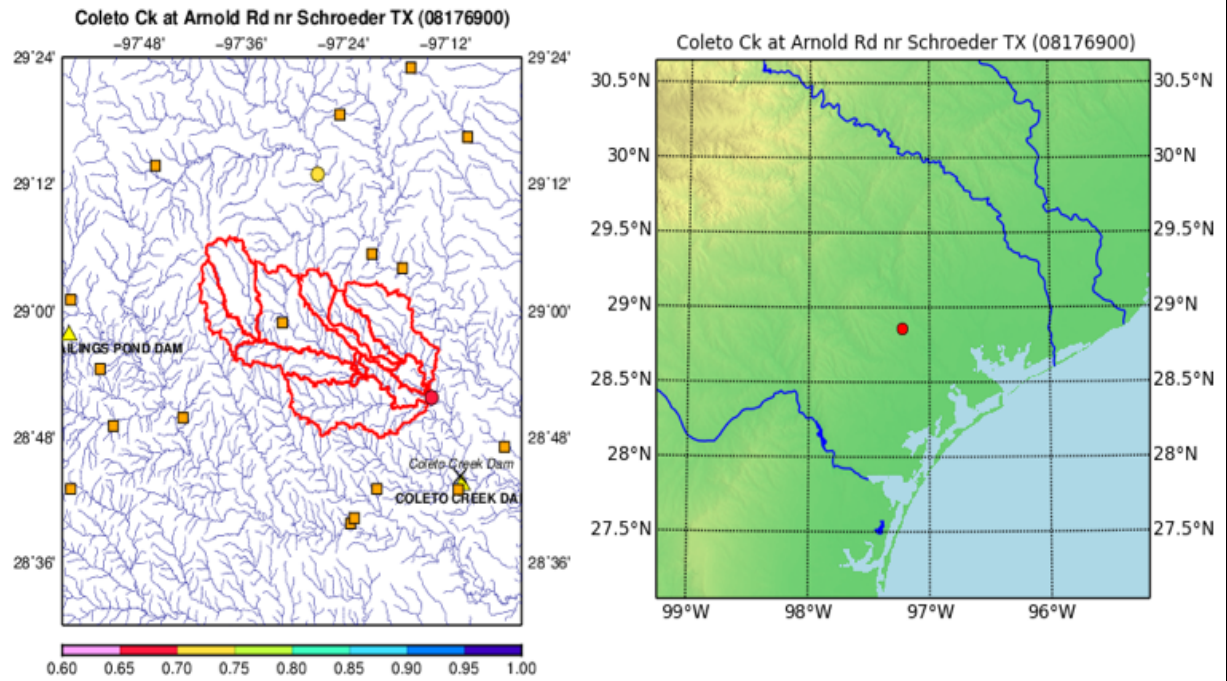 Coleto Ck at Arnold Rd nr Schroeder TX (08176900)
−97˚48' −97˚36' −97˚24' −97˚12'
29˚24' 29˚24'
29˚12' 29˚12'
29˚00' 29˚00'
AILINGS POND DAM
28˚48' 28˚48'
Coleto Creek Dam
COLETO CREEK DA
28˚36' 28˚36'
0.60 0.65 0.70 0.75 0.80 0.85 0.90 0.95 1.00
Coleto Ck at Arnold Rd nr Schroeder TX (08176900)
30.5°N 30.5°N
30°N 30°N
29.5°N 29.5°N
29°N 29°N
28.5°N 28.5°N
28°N 28°N
27.5°N 27.5°N
99°W 98°W 97°W 96°W